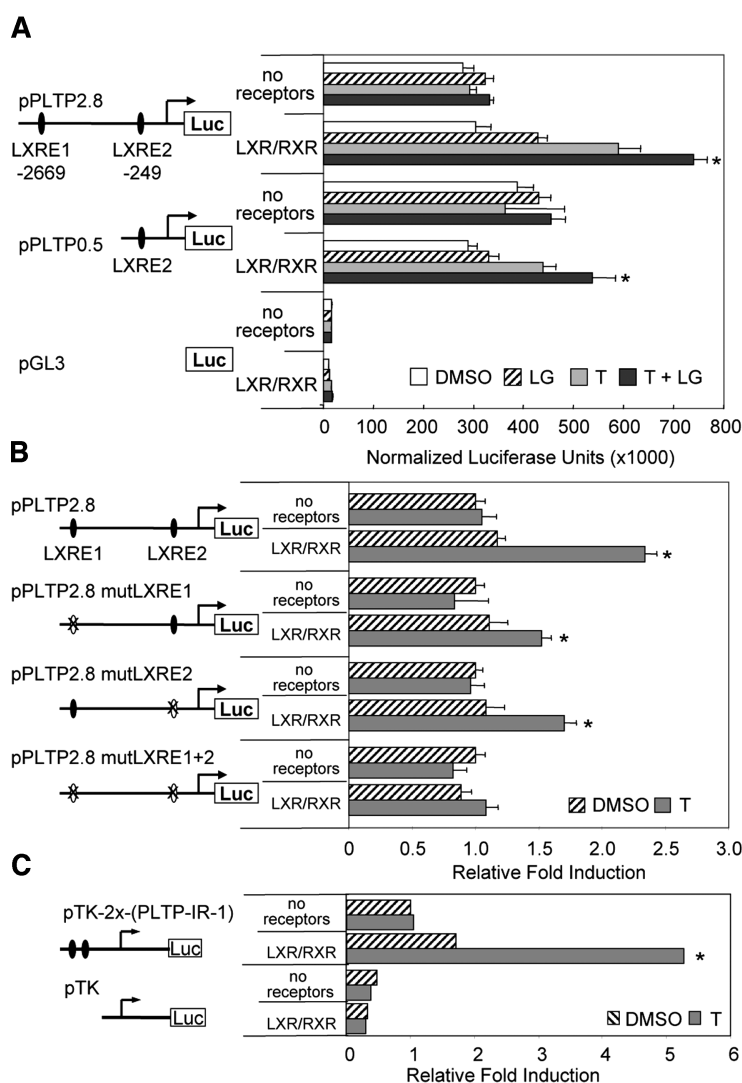 A
pPLTP2.8
Luc
LXRE1
-2669
LXRE2
-249
pPLTP0.5
Luc
LXRE2
pGL3
Luc
no receptors
LXR/RXR
*
no receptors
LXR/RXR
*
no receptors
LXR/RXR
DMSO LG T T + LG
0 100 200 300 400 500 600 700 800
Normalized Luciferase Units (x1000)
B
pPLTP2.8
Luc
LXRE1 LXRE2
no receptors
LXR/RXR
*
pPLTP2.8 mutLXRE1
Luc
no receptors
LXR/RXR
*
pPLTP2.8 mutLXRE2
Luc
no receptors
LXR/RXR
*
pPLTP2.8 mutLXRE1+2
Luc
no receptors
LXR/RXR
DMSO T
0 0.5 1.0 1.5 2.0 2.5 3.0
Relative Fold Induction
C
pTK-2x-(PLTP-IR-1)
Luc
no receptors
LXR/RXR
*
pTK
Luc
no receptors
LXR/RXR
DMSO T
0 1 2 3 4 5 6
Relative Fold Induction